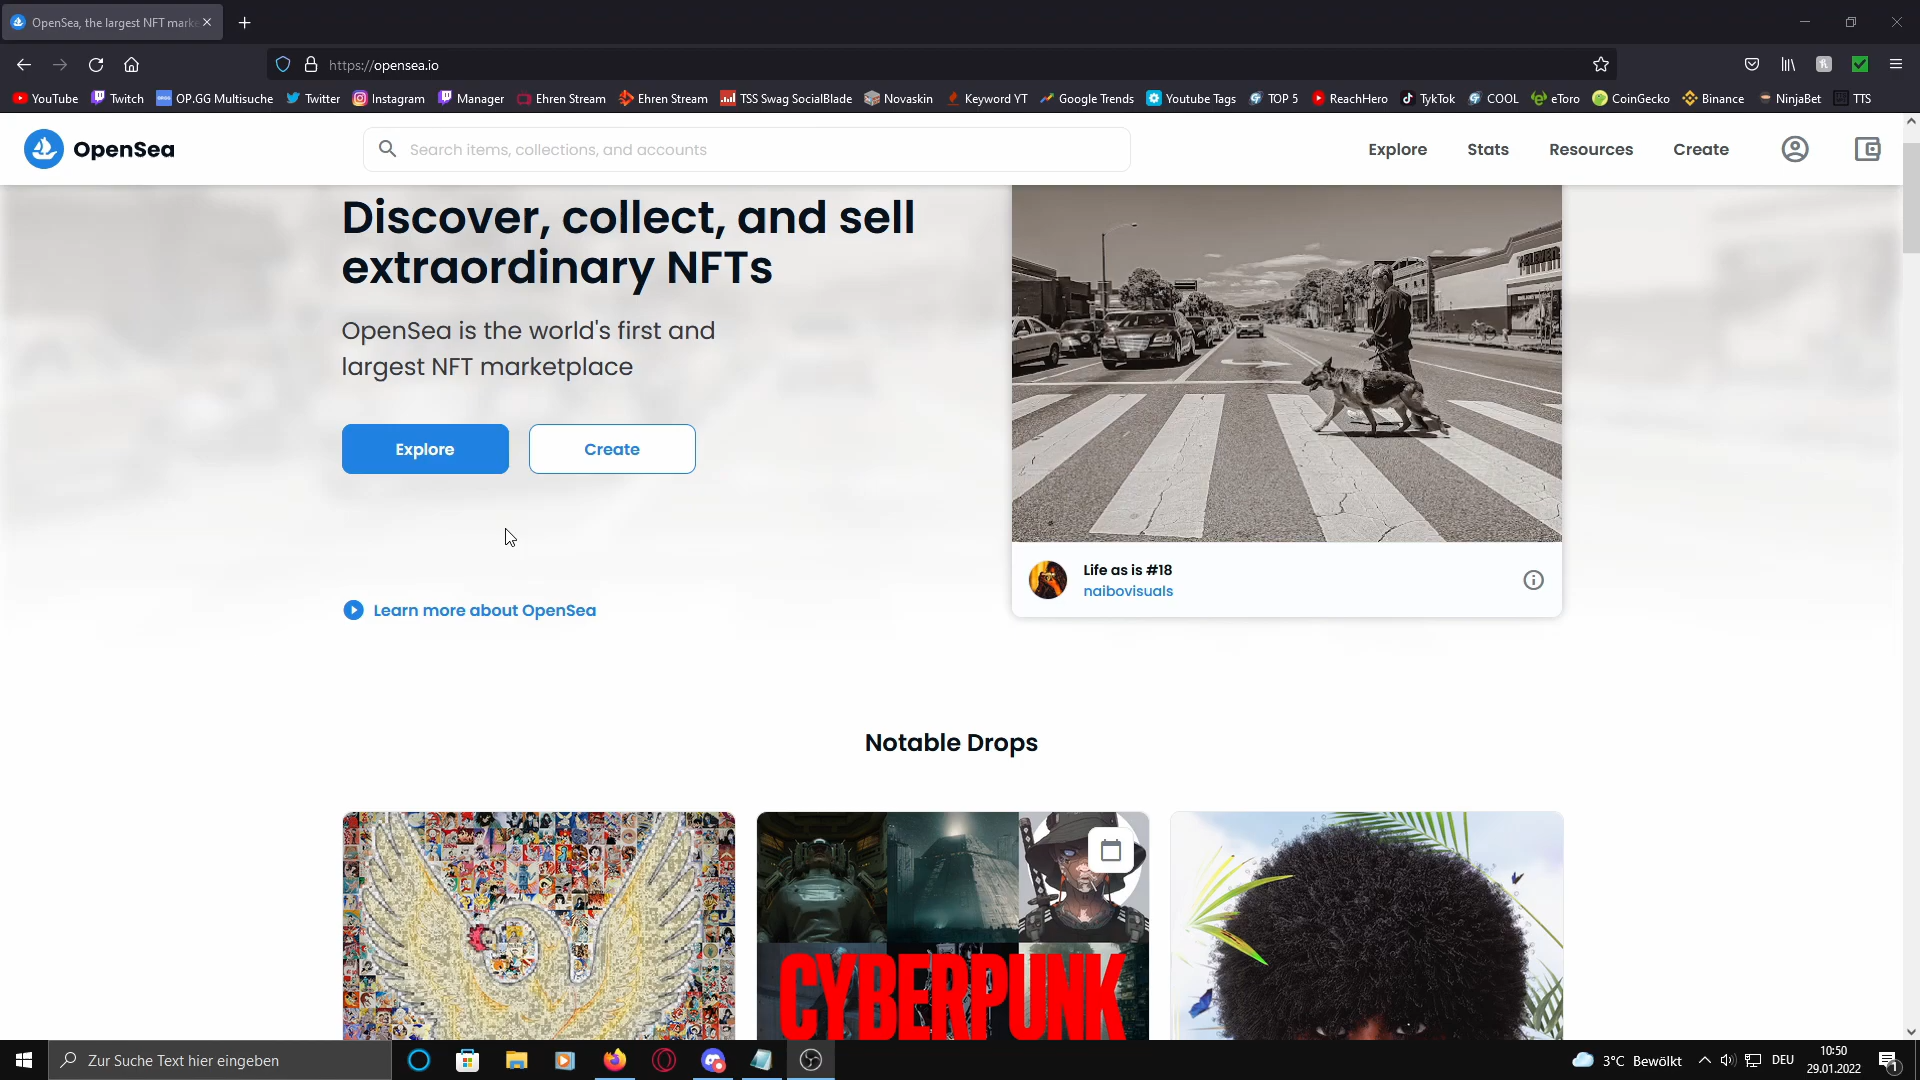 OpenSea, the largest NFT mark
https://opensea.io
YouTube Twitch OP.GG Multisuche Twitter Instagram Manager Ehren Stream Ehren Stream TSS Swag SocialBlade Novaskin Keyword YT Google Trends Youtube Tags TOP 5 ReachHero TykTok COOL eToro CoinGecko Binance NinjaBet TTS
OpenSea
Search items, collections, and accounts
Explore Stats Resources Create
Discover, collect, and sell
extraordinary NFTs
OpenSea is the world's first and
largest NFT marketplace
Explore Create
Life as is #18
naibovisuals
Learn more about OpenSea
Notable Drops
CYBERPUNK
Zur Suche Text hier eingeben
3°C Bewölkt
DEU
10:50
29.01.2022
1